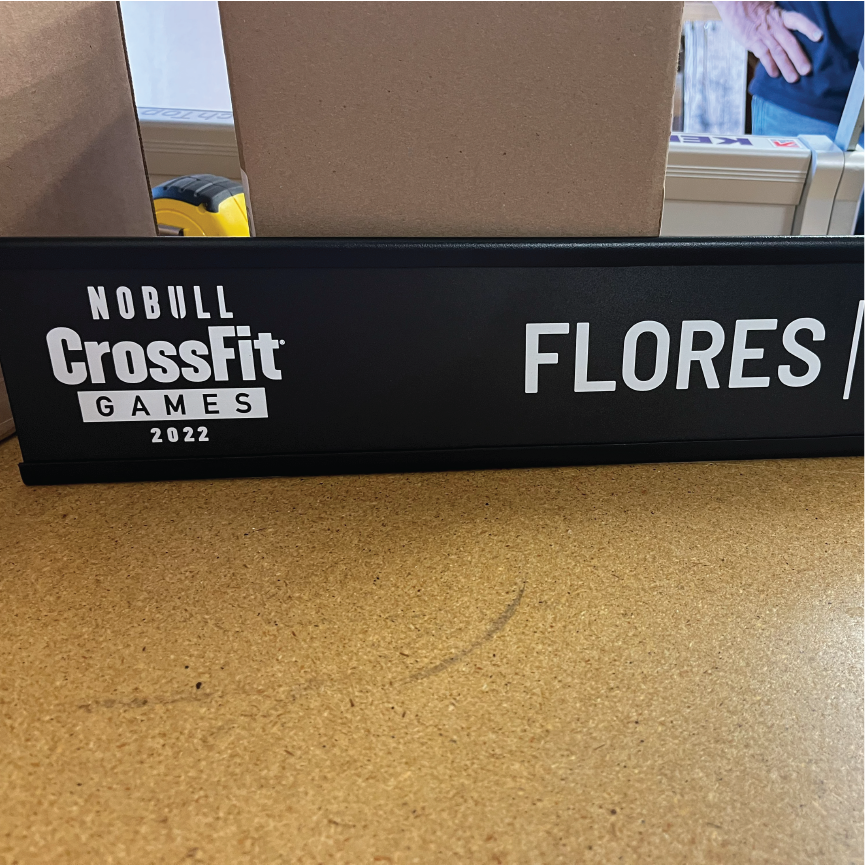 NOBULL
CrossFit
GAMES
2022
FLORES